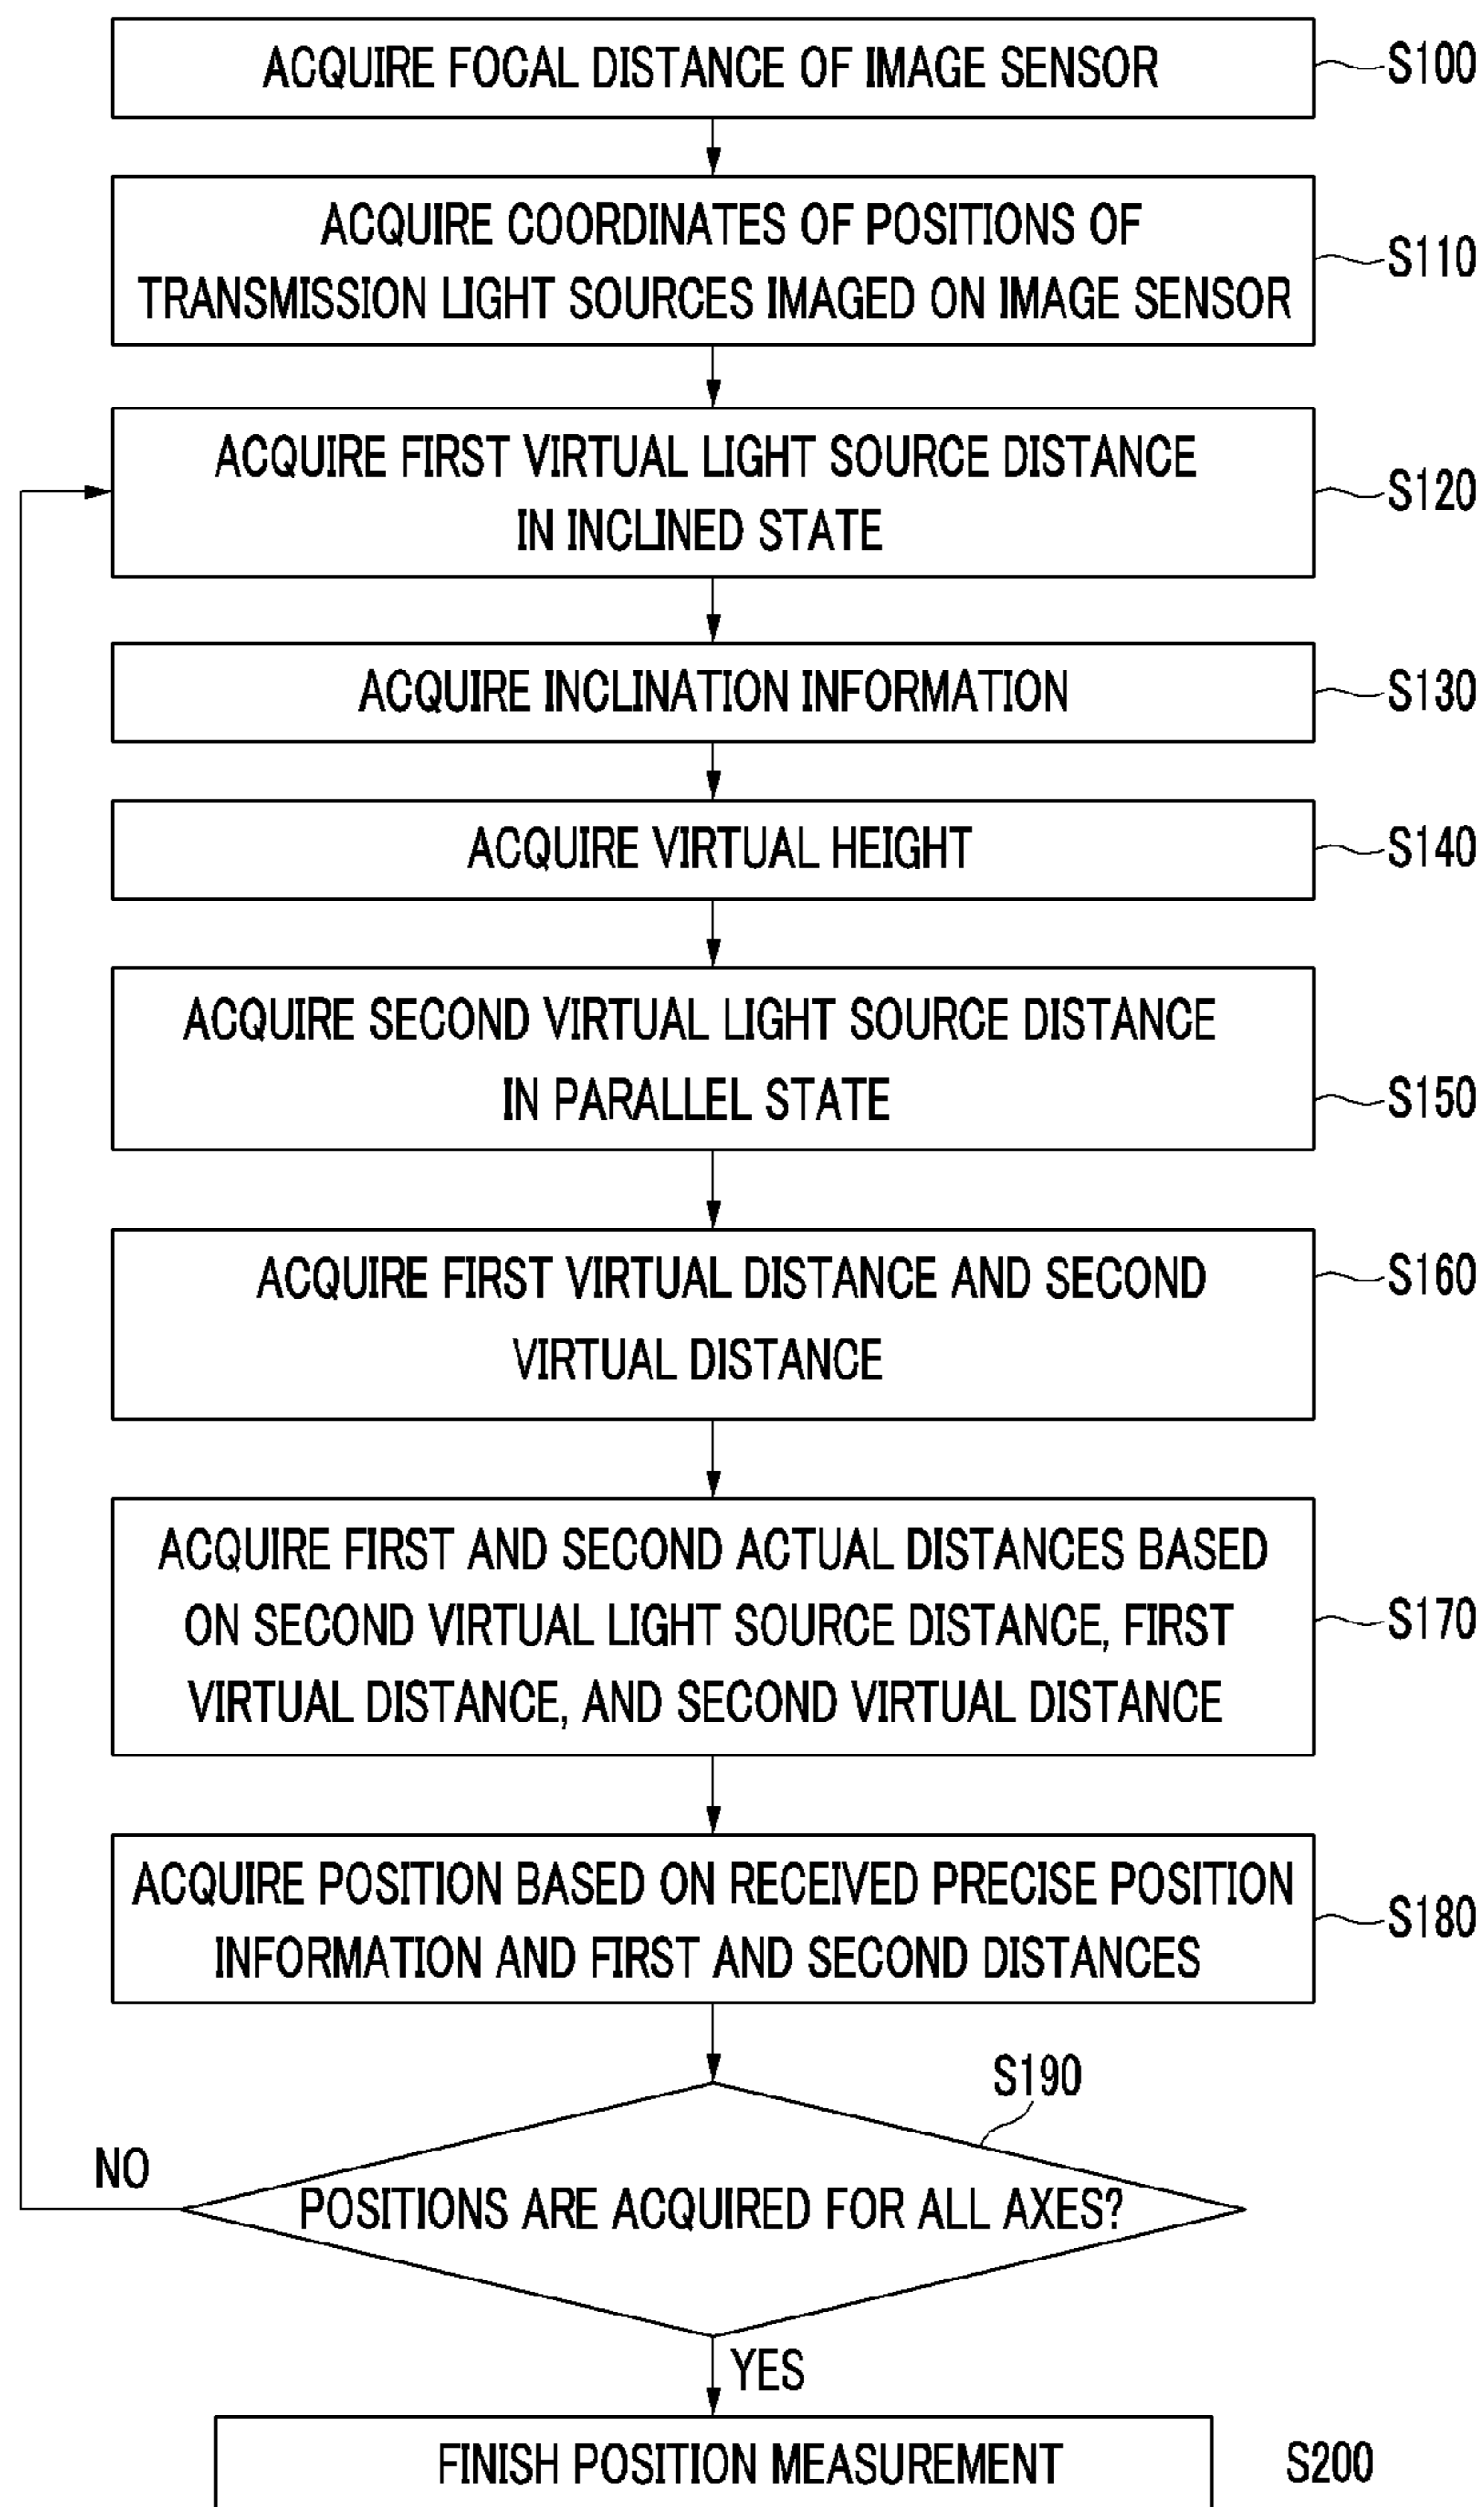 ACQUIRE FOCAL DISTANCE OF IMAGE SENSOR
S100
ACQUIRE COORDINATES OF POSITIONS OF
TRANSMISSION LIGHT SOURCES IMAGED ON IMAGE SENSOR
S110
ACQUIRE FIRST VIRTUAL LIGHT SOURCE DISTANCE
IN INCLINED STATE
S120
ACQUIRE INCLINATION INFORMATION
S130
ACQUIRE VIRTUAL HEIGHT
S140
ACQUIRE SECOND VIRTUAL LIGHT SOURCE DISTANCE
IN PARALLEL STATE
S150
ACQUIRE FIRST VIRTUAL DISTANCE AND SECOND
VIRTUAL DISTANCE
S160
ACQUIRE FIRST AND SECOND ACTUAL DISTANCES BASED
ON SECOND VIRTUAL LIGHT SOURCE DISTANCE, FIRST
VIRTUAL DISTANCE, AND SECOND VIRTUAL DISTANCE
S170
ACQUIRE POSITION BASED ON RECEIVED PRECISE POSITION
INFORMATION AND FIRST AND SECOND DISTANCES
S180
S190
NO
POSITIONS ARE ACQUIRED FOR ALL AXES?
YES
FINISH POSITION MEASUREMENT
S200